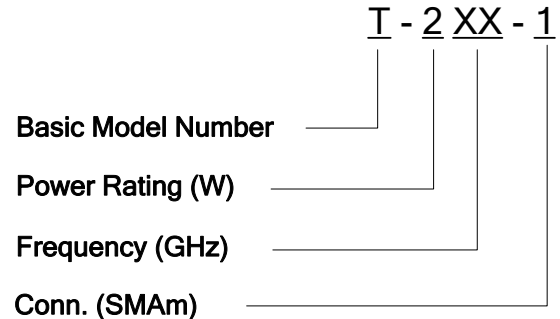 T - 2 XX - 1
Basic Model Number
Power Rating (W)
Frequency (GHz)
Conn. (SMAm)